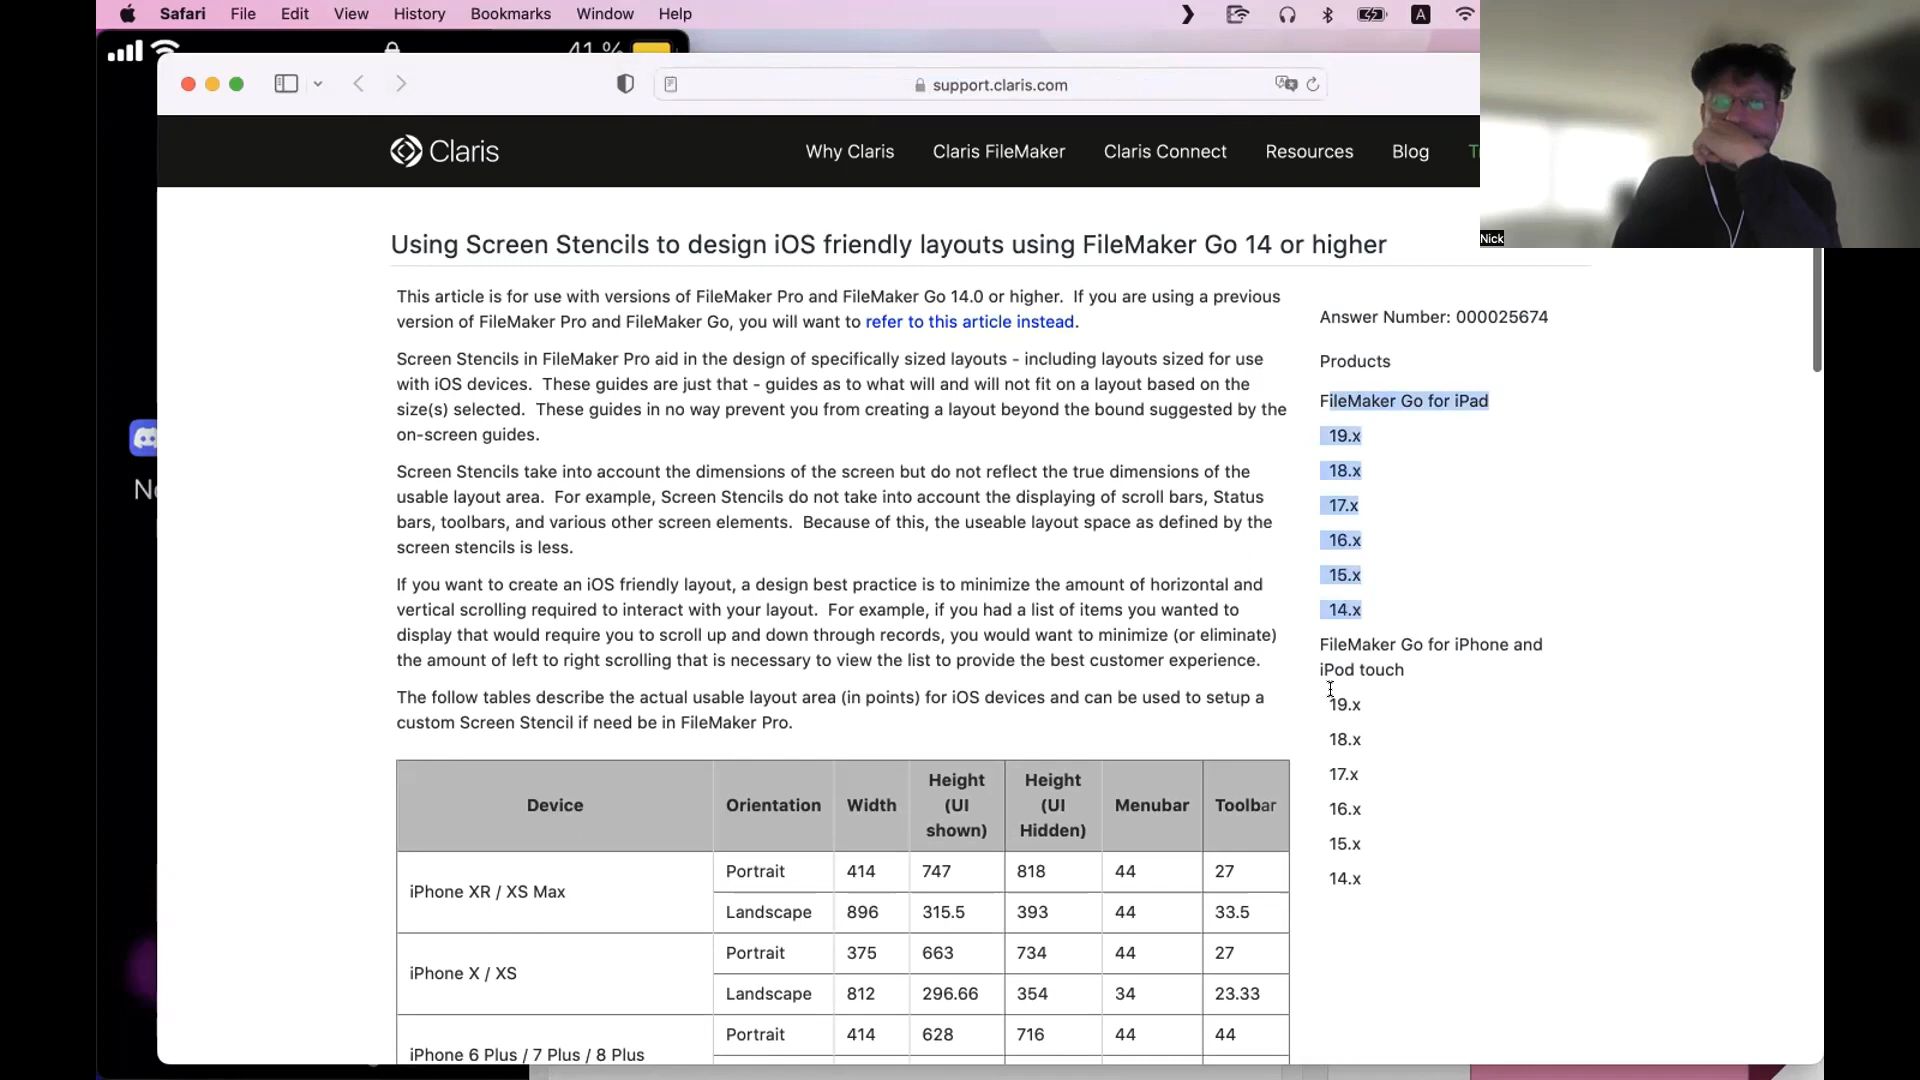 Safari File Edit View History Bookmarks Window Help A
41 %
support.claris.com
Claris
Why Claris Claris FileMaker Claris Connect Resources Blog
Nick
Using Screen Stencils to design iOS friendly layouts using FileMaker Go 14 or higher
This article is for use with versions of FileMaker Pro and FileMaker Go 14.0 or higher.  If you are using a previous
version of FileMaker Pro and FileMaker Go, you will want to refer to this article instead.
Screen Stencils in FileMaker Pro aid in the design of specifically sized layouts - including layouts sized for use
with iOS devices.  These guides are just that - guides as to what will and will not fit on a layout based on the
size(s) selected.  These guides in no way prevent you from creating a layout beyond the bound suggested by the
on-screen guides.
Screen Stencils take into account the dimensions of the screen but do not reflect the true dimensions of the
usable layout area.  For example, Screen Stencils do not take into account the displaying of scroll bars, Status
bars, toolbars, and various other screen elements.  Because of this, the useable layout space as defined by the
screen stencils is less.
If you want to create an iOS friendly layout, a design best practice is to minimize the amount of horizontal and
vertical scrolling required to interact with your layout.  For example, if you had a list of items you wanted to
display that would require you to scroll up and down through records, you would want to minimize (or eliminate)
the amount of left to right scrolling that is necessary to view the list to provide the best customer experience.
The follow tables describe the actual usable layout area (in points) for iOS devices and can be used to setup a
custom Screen Stencil if need be in FileMaker Pro.
Device Orientation Width Height (UI shown) Height (UI Hidden) Menubar Toolbar
iPhone XR / XS Max
Portrait 414 747 818 44 27
Landscape 896 315.5 393 44 33.5
iPhone X / XS
Portrait 375 663 734 44 27
Landscape 812 296.66 354 34 23.33
iPhone 6 Plus / 7 Plus / 8 Plus
Portrait 414 628 716 44 44
Answer Number: 000025674
Products
FileMaker Go for iPad
19.x
18.x
17.x
16.x
15.x
14.x
FileMaker Go for iPhone and
iPod touch
19.x
18.x
17.x
16.x
15.x
14.x